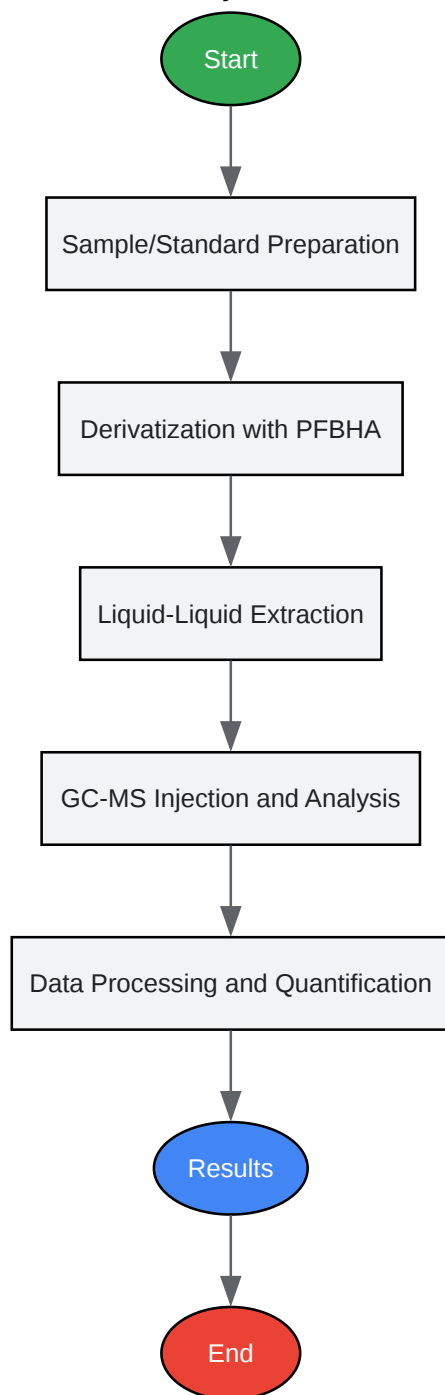 Start
Sample/Standard Preparation
Derivatization with PFBHA
Liquid-Liquid Extraction
GC-MS Injection and Analysis
Data Processing and Quantification
Results
End